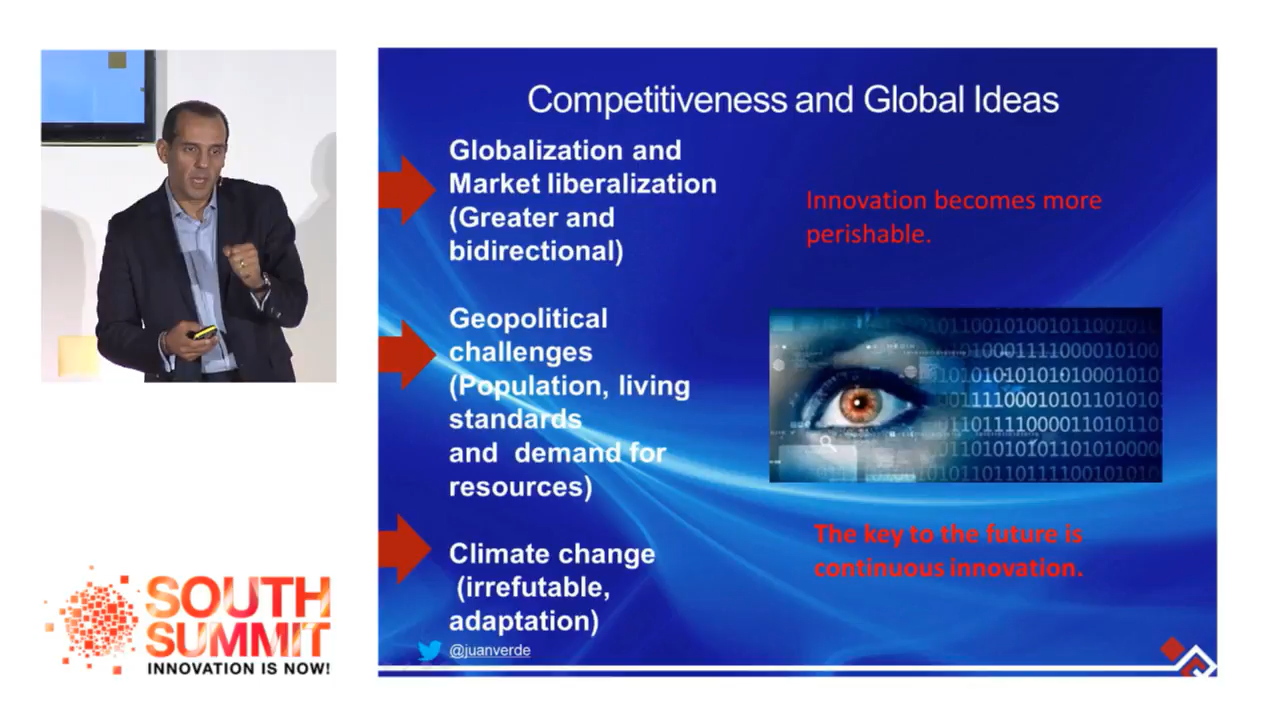 Competitiveness and Global Ideas
Globalization and
Market liberalization
(Greater and
bidirectional)
Innovation becomes more
perishable.
Geopolitical
challenges
(Population, living
standards
and demand for
resources)
The key to the future is
continuous innovation.
Climate change
(irrefutable,
adaptation)
@juanverde
SOUTH
SUMMIT
INNOVATION IS NOW!